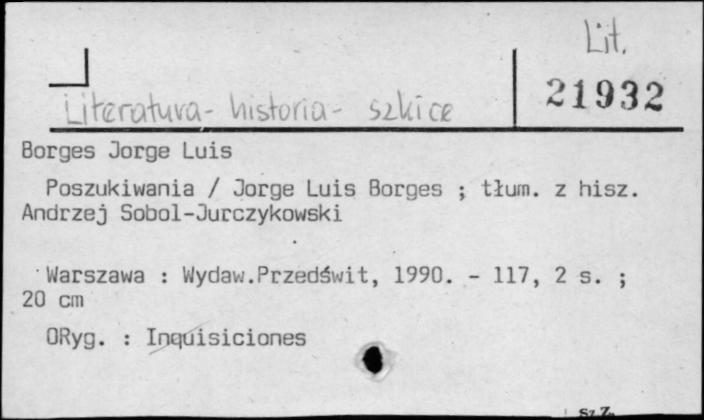 Lit.
21932
Literatura - historia - szkice
Borges Jorge Luis
Poszukiwania / Jorge Luis Borges ; tłum. z hisz.
Andrzej Sobol-Jurczykowski
Warszawa : Wydaw.Przedświt, 1990. - 117, 2 s. ;
20 cm
ORyg. : Inquisiciones
Sz.Z.